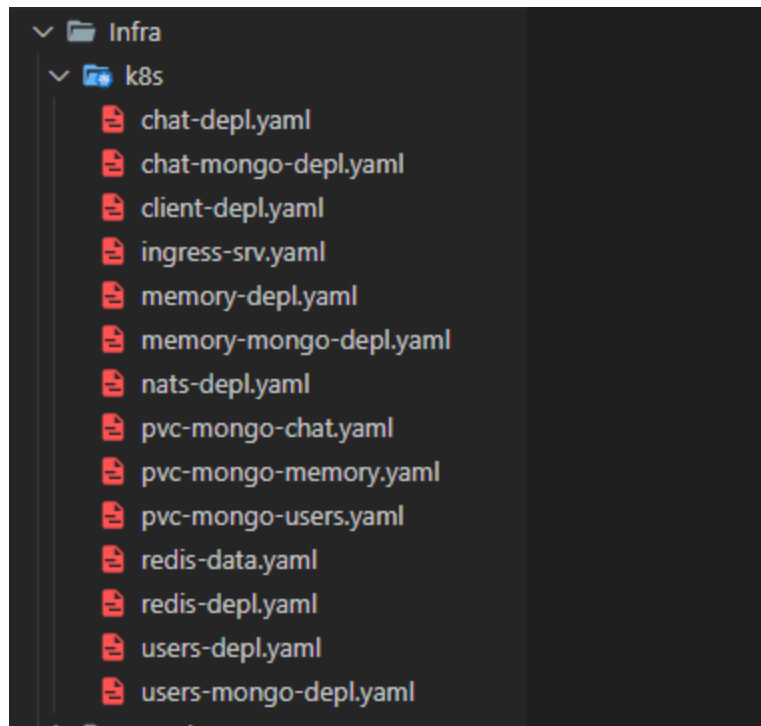 Infra
k8s
chat-depl.yaml
chat-mongo-depl.yaml
client-depl.yaml
ingress-srv.yaml
memory-depl.yaml
memory-mongo-depl.yaml
nats-depl.yaml
pvc-mongo-chat.yaml
pvc-mongo-memory.yaml
pvc-mongo-users.yaml
redis-data.yaml
redis-depl.yaml
users-depl.yaml
users-mongo-depl.yaml